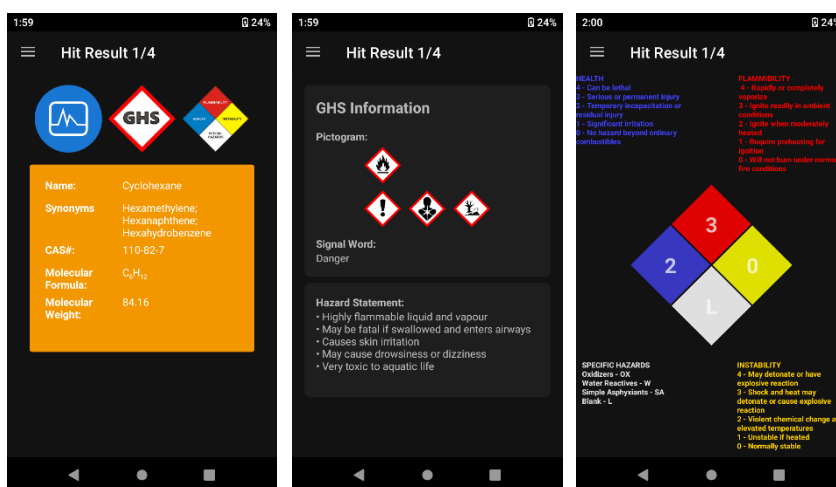 1:59
24%
Hit Result 1/4
GHS
FLAMMABILITY
HEALTH
INSTABILITY
SPECIAL
HAZARDS
Name: Cyclohexane
Synonyms Hexamethylene;
Hexanaphthene;
Hexahydrobenzene
CAS#: 110-82-7
Molecular
Formula: C₆H₁₂
Molecular
Weight: 84.16
1:59
24%
Hit Result 1/4
GHS Information
Pictogram:
Signal Word:
Danger
Hazard Statement:
• Highly flammable liquid and vapour
• May be fatal if swallowed and enters airways
• Causes skin irritation
• May cause drowsiness or dizziness
• Very toxic to aquatic life
2:00
24%
Hit Result 1/4
HEALTH
4 - Can be lethal
3 - Serious or permanent injury
2 - Temporary incapacitation or
residual injury
1 - Significant irritation
0 - No hazard beyond ordinary
combustibles
FLAMMIBILITY
4 - Rapidly or completely
vaporize
3 - Ignite readily in ambient
conditions
2 - Ignite when moderately
heated
1 - Require preheating for
ignition
0 - Will not burn under normal
fire conditions
3
2
0
L
SPECIFIC HAZARDS
Oxidizers - OX
Water Reactives - W
Simple Asphyxiants - SA
Blank - L
INSTABILITY
4 - May detonate or have
explosive reaction
3 - Shock and heat may
detonate or cause explosive
reaction
2 - Violent chemical change a
elevated temperatures
1 - Unstable if heated
0 - Normally stable